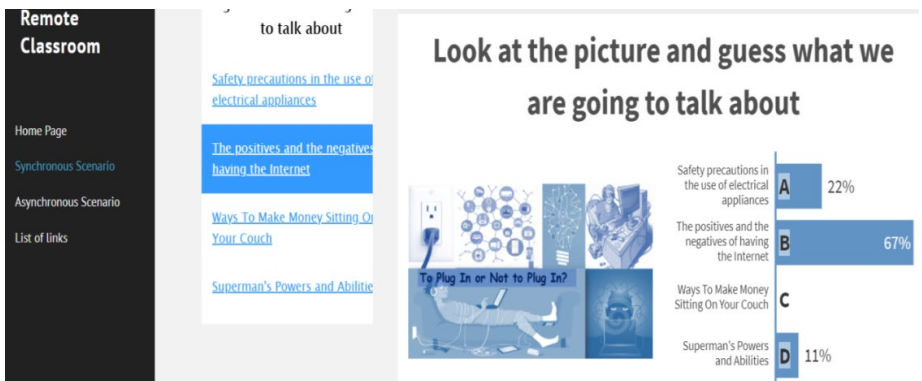 Remote
Classroom
Home Page
Synchronous Scenario
Asynchronous Scenario
List of links
to talk about
Safety precautions in the use of
electrical appliances
The positives and the negatives
having the Internet
Ways To Make Money Sitting On
Your Couch
Superman's Powers and Abilitie
Look at the picture and guess what we
are going to talk about
To Plug In or Not to Plug In?
Safety precautions in
the use of electrical
appliances
A
22%
The positives and the
negatives of having
the Internet
B
67%
Ways To Make Money
Sitting On Your Couch
C
Superman's Powers
and Abilities
D
11%